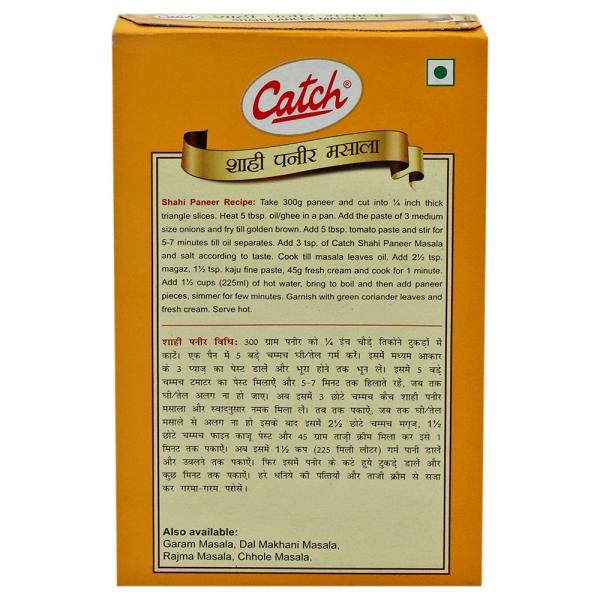 Catch®
शाही पनीर मसाला
Shahi Paneer Recipe: Take 300g paneer and cut into ¼ inch thick
triangle slices. Heat 5 tbsp. oil/ghee in a pan. Add the paste of 3 medium
size onions and fry till golden brown. Add 5 tbsp. tomato paste and stir for
5-7 minutes till oil separates. Add 3 tsp. of Catch Shahi Paneer Masala
and salt according to taste. Cook till masala leaves oil. Add 2½ tsp.
magaz, 1½ tsp. kaju fine paste, 45g fresh cream and cook for 1 minute.
Add 1½ cups (225ml) of hot water, bring to boil and then add paneer
pieces, simmer for few minutes. Garnish with green coriander leaves and
fresh cream. Serve hot.
शाही पनीर विधि: 300 ग्राम पनीर को ¼ इंच चौड़े तिकोने टुकड़ों में
काटें। एक पैन में 5 बड़े चम्मच घी/तेल गर्म करें। इसमें मध्यम आकार
के 3 प्याज़ का पेस्ट डालें और भूरा होने तक भून लें। इसमें 5 बड़े
चम्मच टमाटर का पेस्ट मिलाऐं और 5-7 मिनट तक हिलाते रहें, जब तक
घी/तेल अलग ना हो जाए। अब इसमें 3 छोटे चम्मच कैच शाही पनीर
मसाला और स्वादनुसार नमक मिला लें। तब तक पकाऐं, जब तक घी/तेल
मसाले से अलग ना हो इसके बाद इसमें 2½ छोटे चम्मच मगज़, 1½
छोटे चम्मच फाइन काजू पेस्ट और 45 ग्राम ताज़ी क्रीम मिला कर इसे 1
मिनट तक पकाऐं। अब इसमें 1½ कप (225 मिली लीटर) गर्म पानी डालें
और उबलने तक पकाऐं। फिर इसमें पनीर के कटे हुये टुकड़े डालें और
कुछ मिनट तक पकाऐं। हरे धनिये की पत्तियों और ताजी क्रीम से सजा
कर गरमा-गरम परोसें।
Also available:
Garam Masala, Dal Makhani Masala,
Rajma Masala, Chhole Masala.